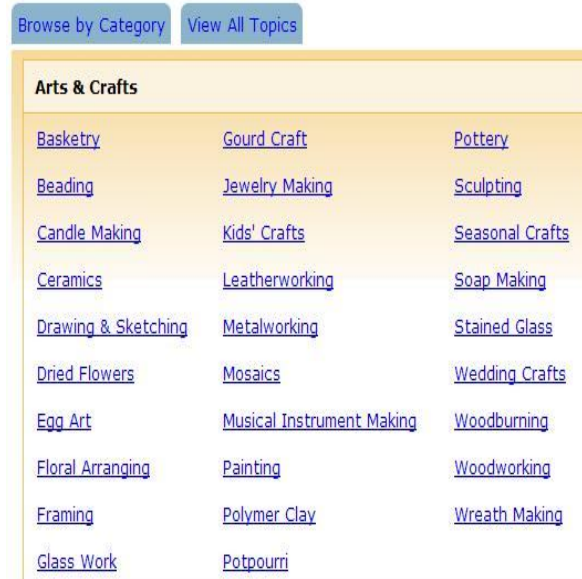 Browse by Category View All Topics
Arts & Crafts
Basketry Gourd Craft Pottery
Beading Jewelry Making Sculpting
Candle Making Kids' Crafts Seasonal Crafts
Ceramics Leatherworking Soap Making
Drawing & Sketching Metalworking Stained Glass
Dried Flowers Mosaics Wedding Crafts
Egg Art Musical Instrument Making Woodburning
Floral Arranging Painting Woodworking
Framing Polymer Clay Wreath Making
Glass Work Potpourri